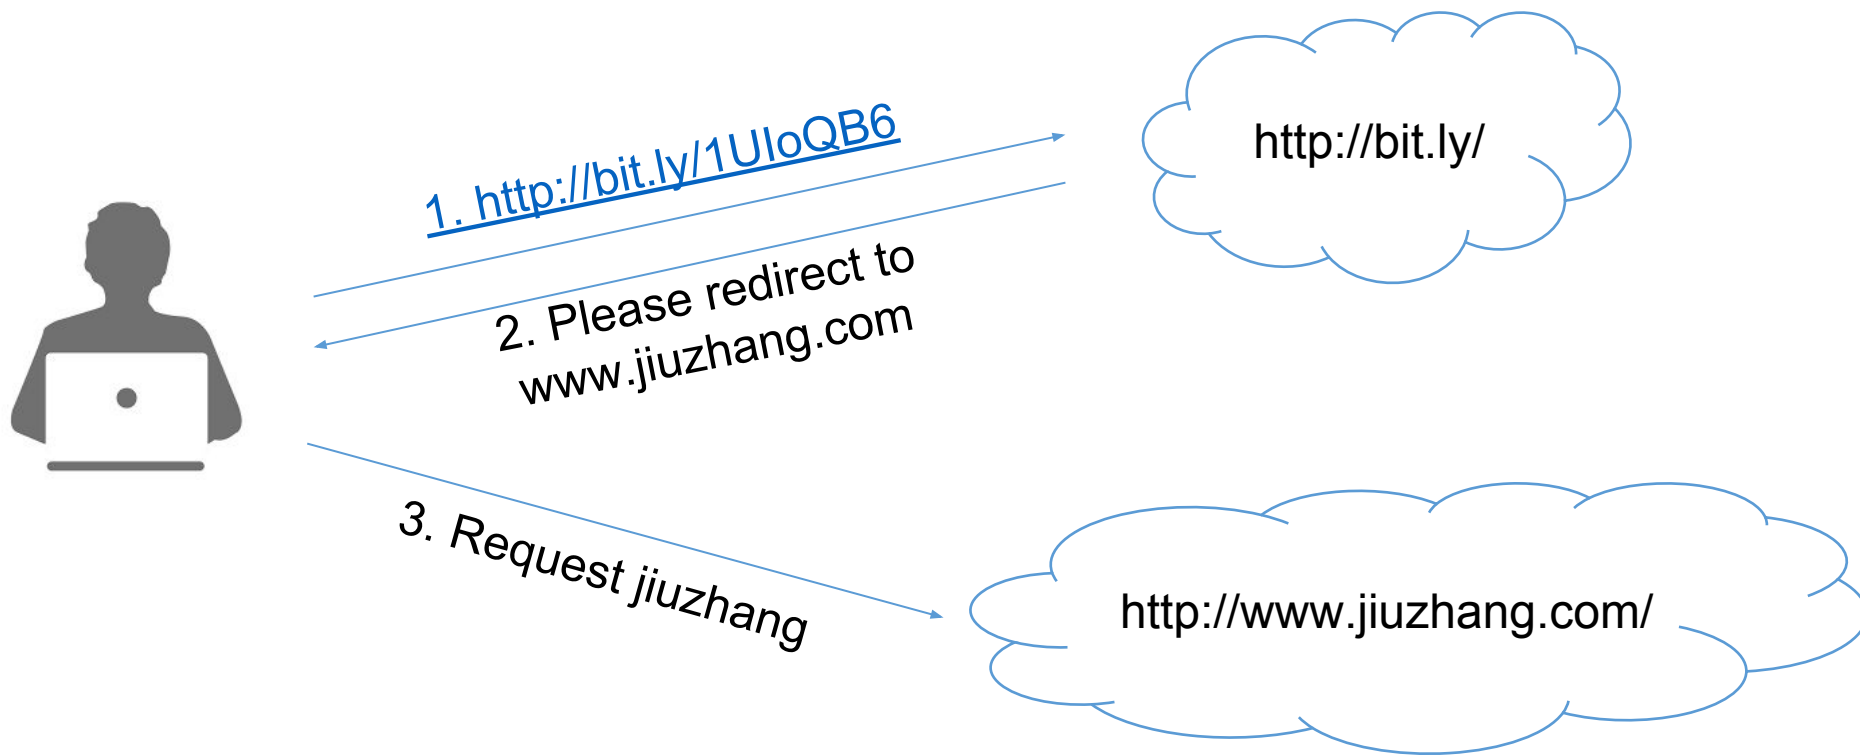 1. http://bit.ly/1UIoQB6
http://bit.ly/
2. Please redirect to
www.jiuzhang.com
3. Request jiuzhang
http://www.jiuzhang.com/